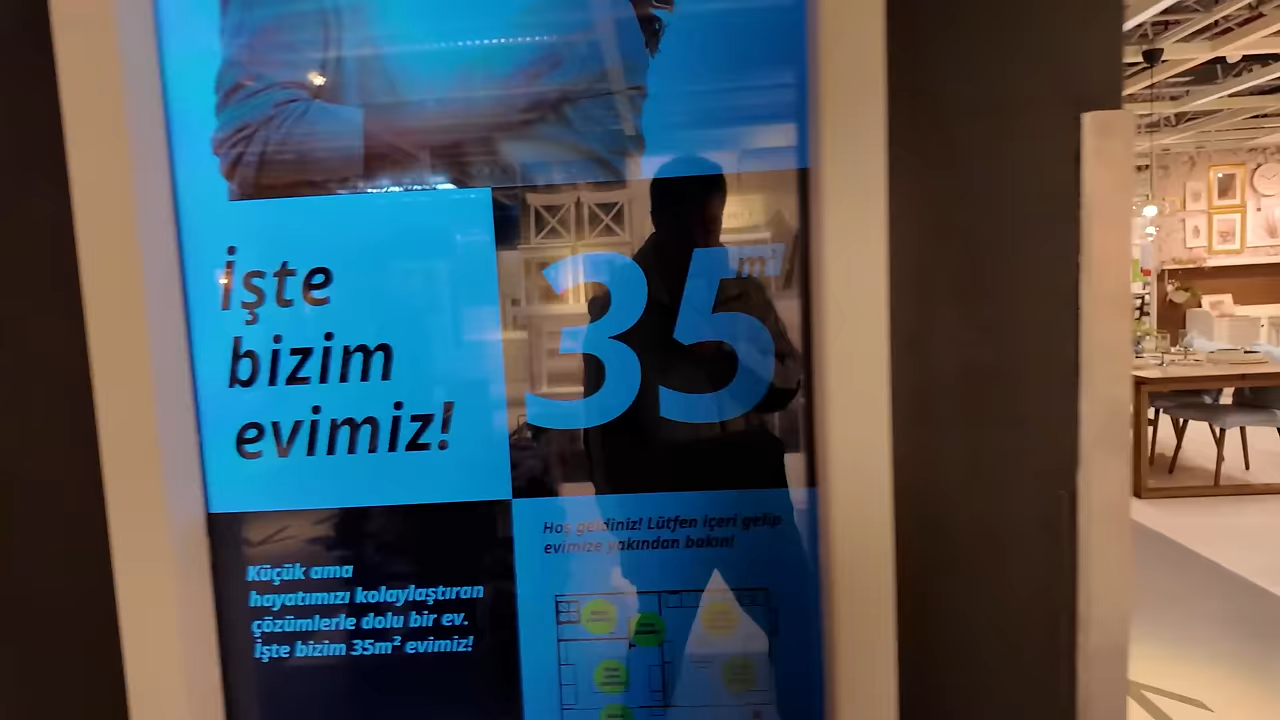 İşte
bizim
evimiz!
35
m²
Hoş geldiniz! Lütfen içeri gelip
evimize yakından bakın!
Küçük ama
hayatımızı kolaylaştıran
çözümlerle dolu bir ev.
İşte bizim 35m² evimiz!